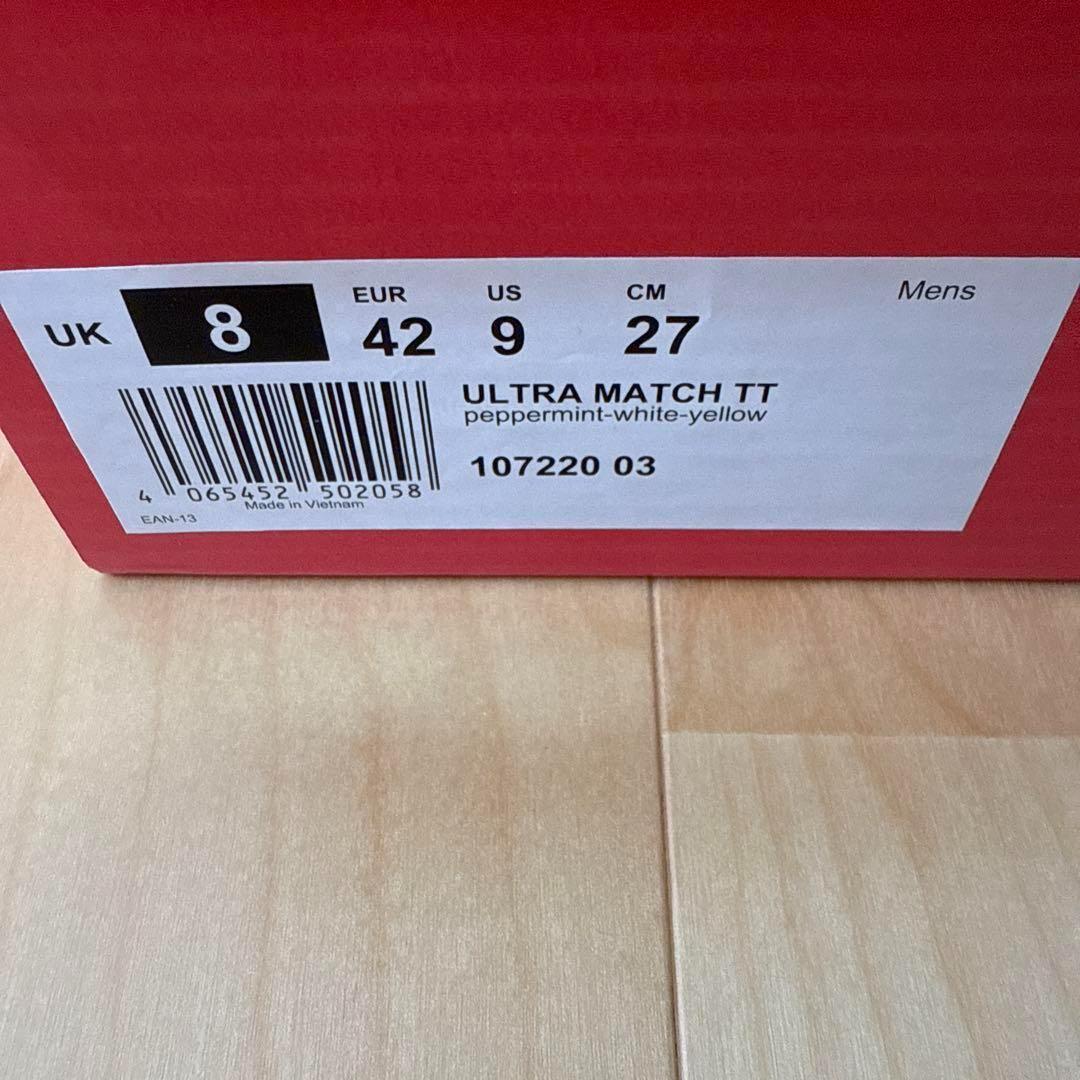 UK 8 EUR 42 US 9 CM 27 Mens
ULTRA MATCH TT
peppermint-white-yellow
107220 03
4 065452 502058
Made in Vietnam
EAN-13